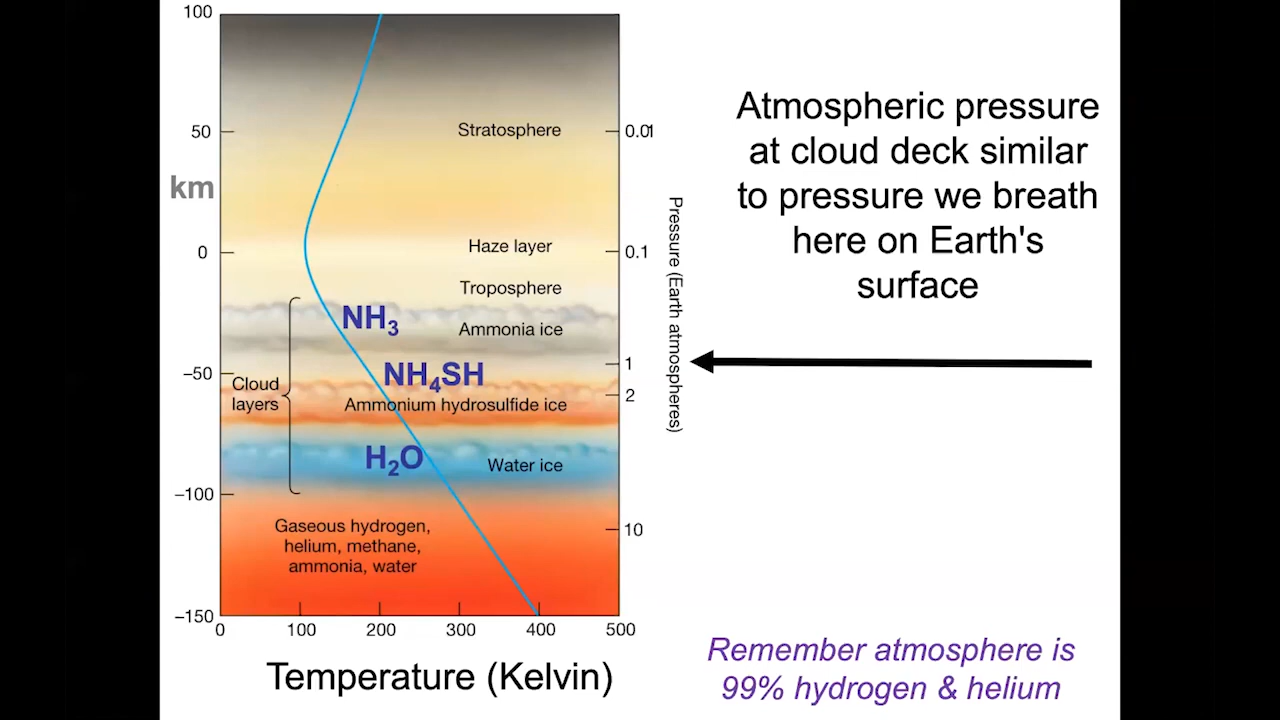 100
50
km
0
−50
−100
−150
Stratosphere
Haze layer
Troposphere
NH3
Ammonia ice
NH4SH
Cloud
layers
Ammonium hydrosulfide ice
H2O
Water ice
Gaseous hydrogen,
helium, methane,
ammonia, water
0.01
0.1
1
2
10
Pressure (Earth atmospheres)
0 100 200 300 400 500
Temperature (Kelvin)
Atmospheric pressure
at cloud deck similar
to pressure we breath
here on Earth's
surface
Remember atmosphere is
99% hydrogen & helium